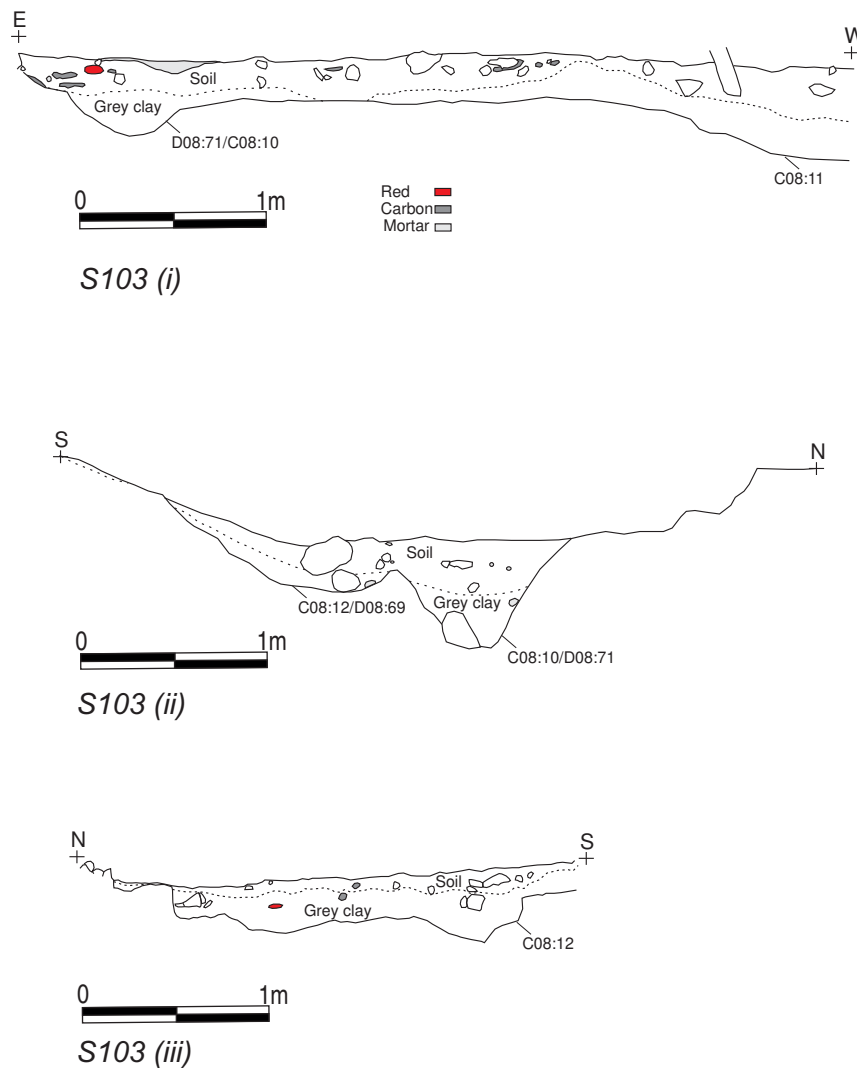 E
W
Soil
Grey clay
D08:71/C08:10
C08:11
0 1m
Red
Carbon
Mortar
S103 (i)
S
N
Soil
C08:12/D08:69
Grey clay
C08:10/D08:71
0 1m
S103 (ii)
N
S
Soil
Grey clay
C08:12
0 1m
S103 (iii)